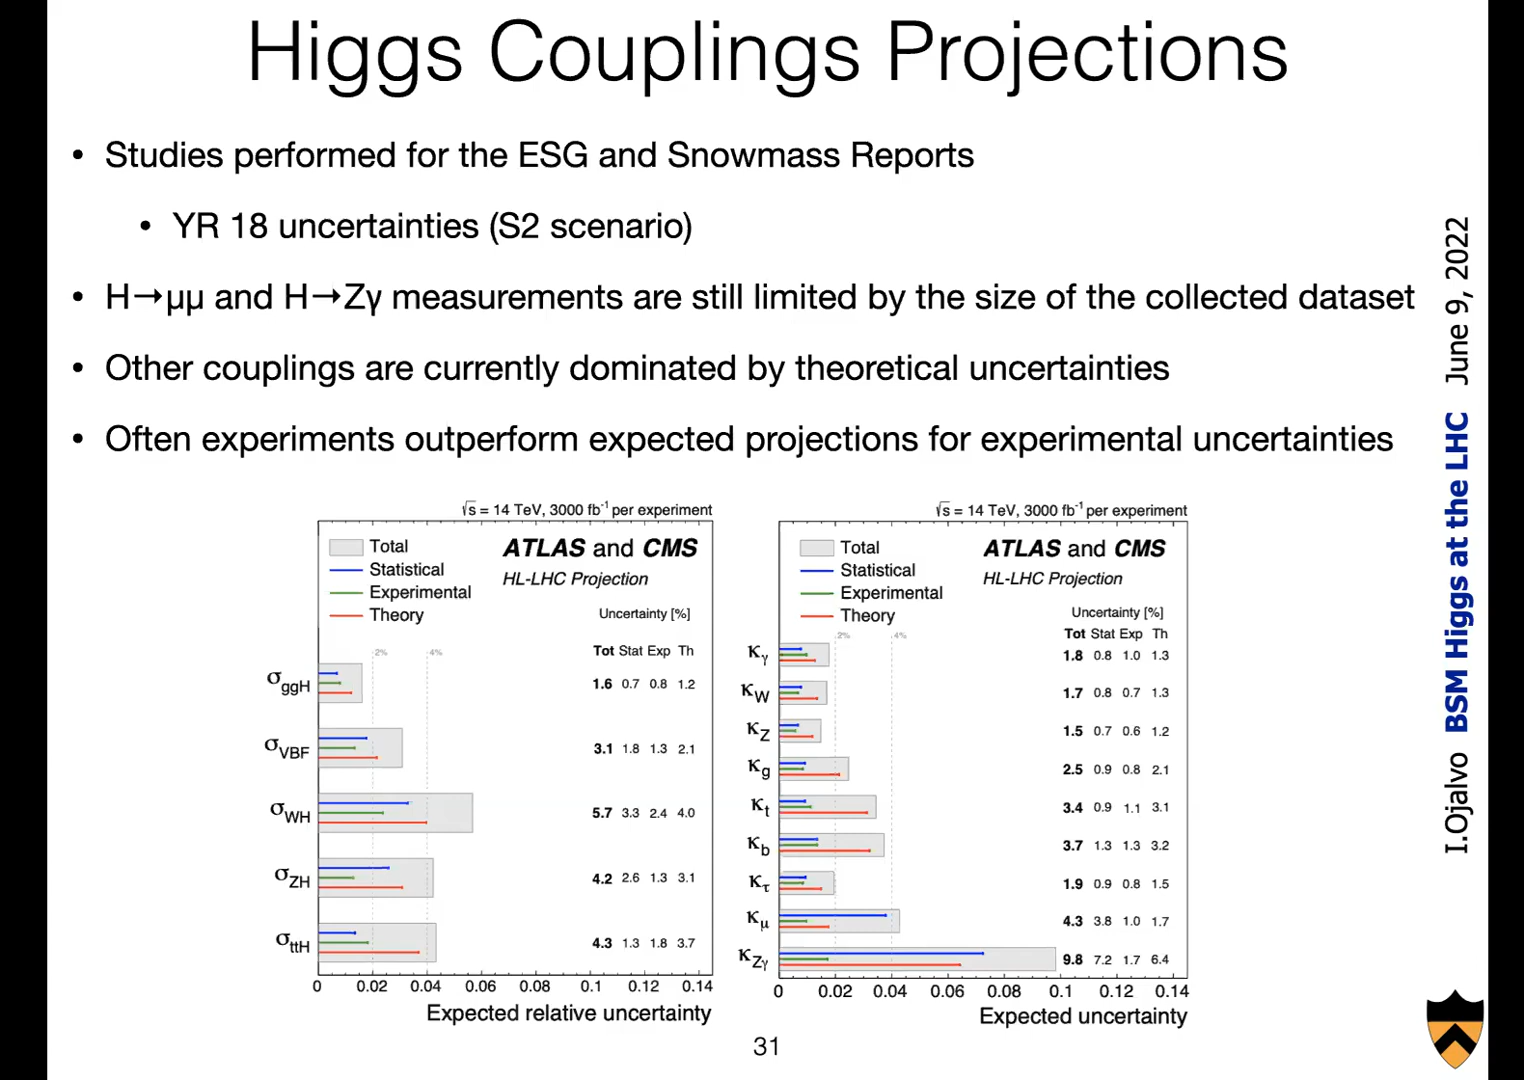 Higgs Couplings Projections
• Studies performed for the ESG and Snowmass Reports
• YR 18 uncertainties (S2 scenario)
• H→μμ and H→Zγ measurements are still limited by the size of the collected dataset
• Other couplings are currently dominated by theoretical uncertainties
• Often experiments outperform expected projections for experimental uncertainties
√s = 14 TeV, 3000 fb⁻¹ per experiment
Total
ATLAS and CMS
Statistical
HL-LHC Projection
Experimental
Theory
Uncertainty [%]
2% 4%
Tot Stat Exp Th
σggH 1.6 0.7 0.8 1.2
σVBF 3.1 1.8 1.3 2.1
σWH 5.7 3.3 2.4 4.0
σZH 4.2 2.6 1.3 3.1
σttH 4.3 1.3 1.8 3.7
0 0.02 0.04 0.06 0.08 0.1 0.12 0.14
Expected relative uncertainty
√s = 14 TeV, 3000 fb⁻¹ per experiment
Total
ATLAS and CMS
Statistical
HL-LHC Projection
Experimental
Theory
Uncertainty [%]
2% 4%
Tot Stat Exp Th
κγ 1.8 0.8 1.0 1.3
κW 1.7 0.8 0.7 1.3
κZ 1.5 0.7 0.6 1.2
κg 2.5 0.9 0.8 2.1
κt 3.4 0.9 1.1 3.1
κb 3.7 1.3 1.3 3.2
κτ 1.9 0.9 0.8 1.5
κμ 4.3 3.8 1.0 1.7
κZγ 9.8 7.2 1.7 6.4
0 0.02 0.04 0.06 0.08 0.1 0.12 0.14
Expected uncertainty
31
I.Ojalvo BSM Higgs at the LHC June 9, 2022